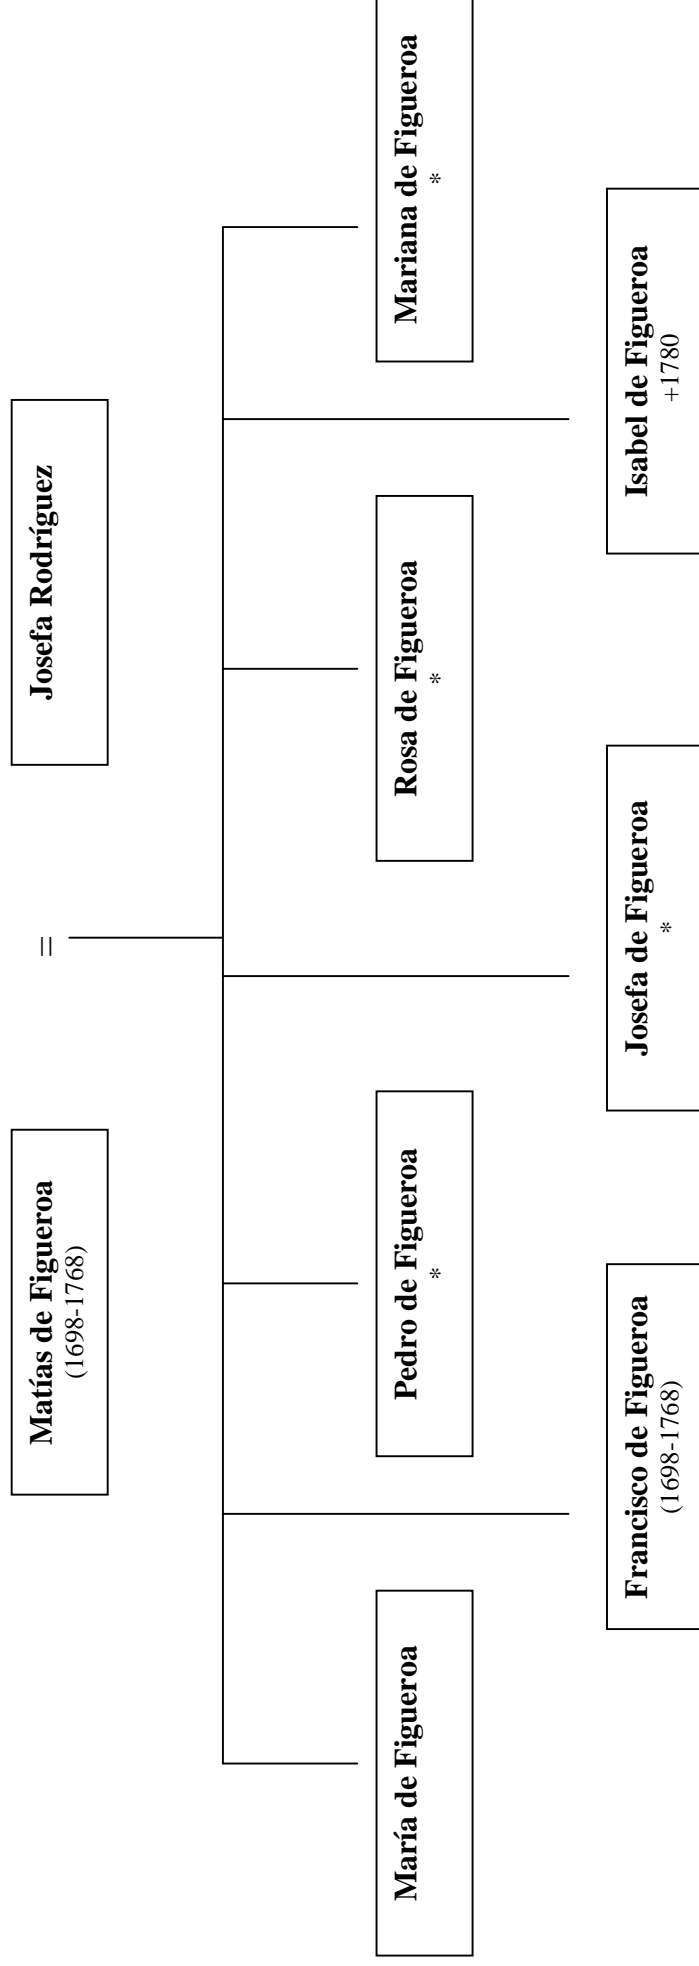 Matías de Figueroa
(1698-1768)
=
Josefa Rodríguez
María de Figueroa
Pedro de Figueroa
*
Rosa de Figueroa
*
Mariana de Figueroa
*
Francisco de Figueroa
(1698-1768)
Josefa de Figueroa
*
Isabel de Figueroa
+1780